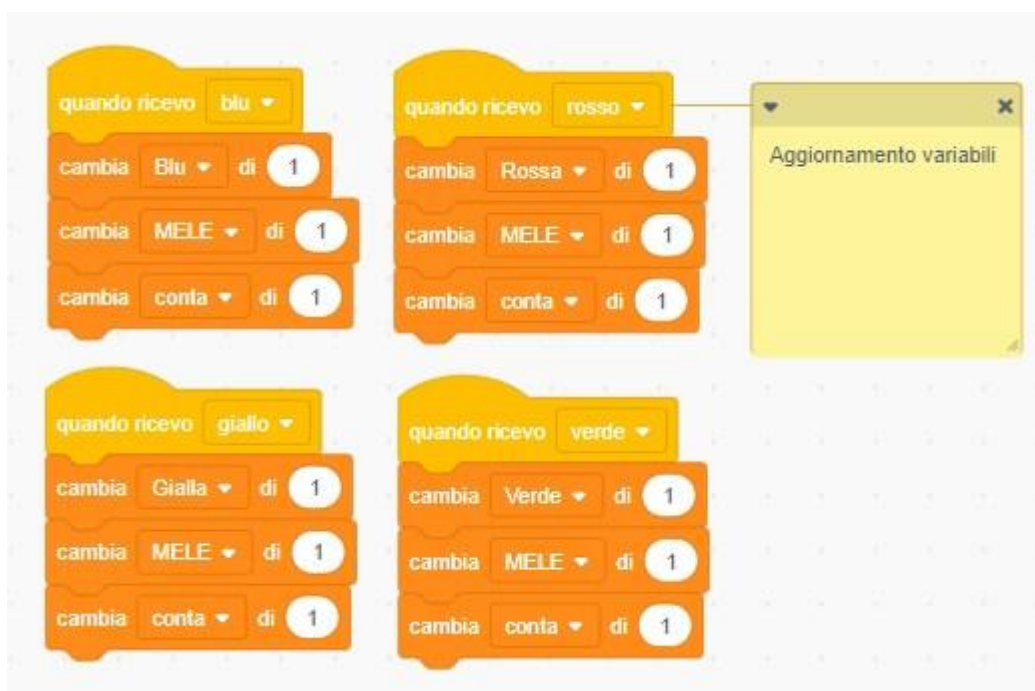 quando ricevo blu
cambia Blu di 1
cambia MELE di 1
cambia conta di 1
quando ricevo rosso
cambia Rossa di 1
cambia MELE di 1
cambia conta di 1
Aggiornamento variabili
quando ricevo giallo
cambia Gialla di 1
cambia MELE di 1
cambia conta di 1
quando ricevo verde
cambia Verde di 1
cambia MELE di 1
cambia conta di 1